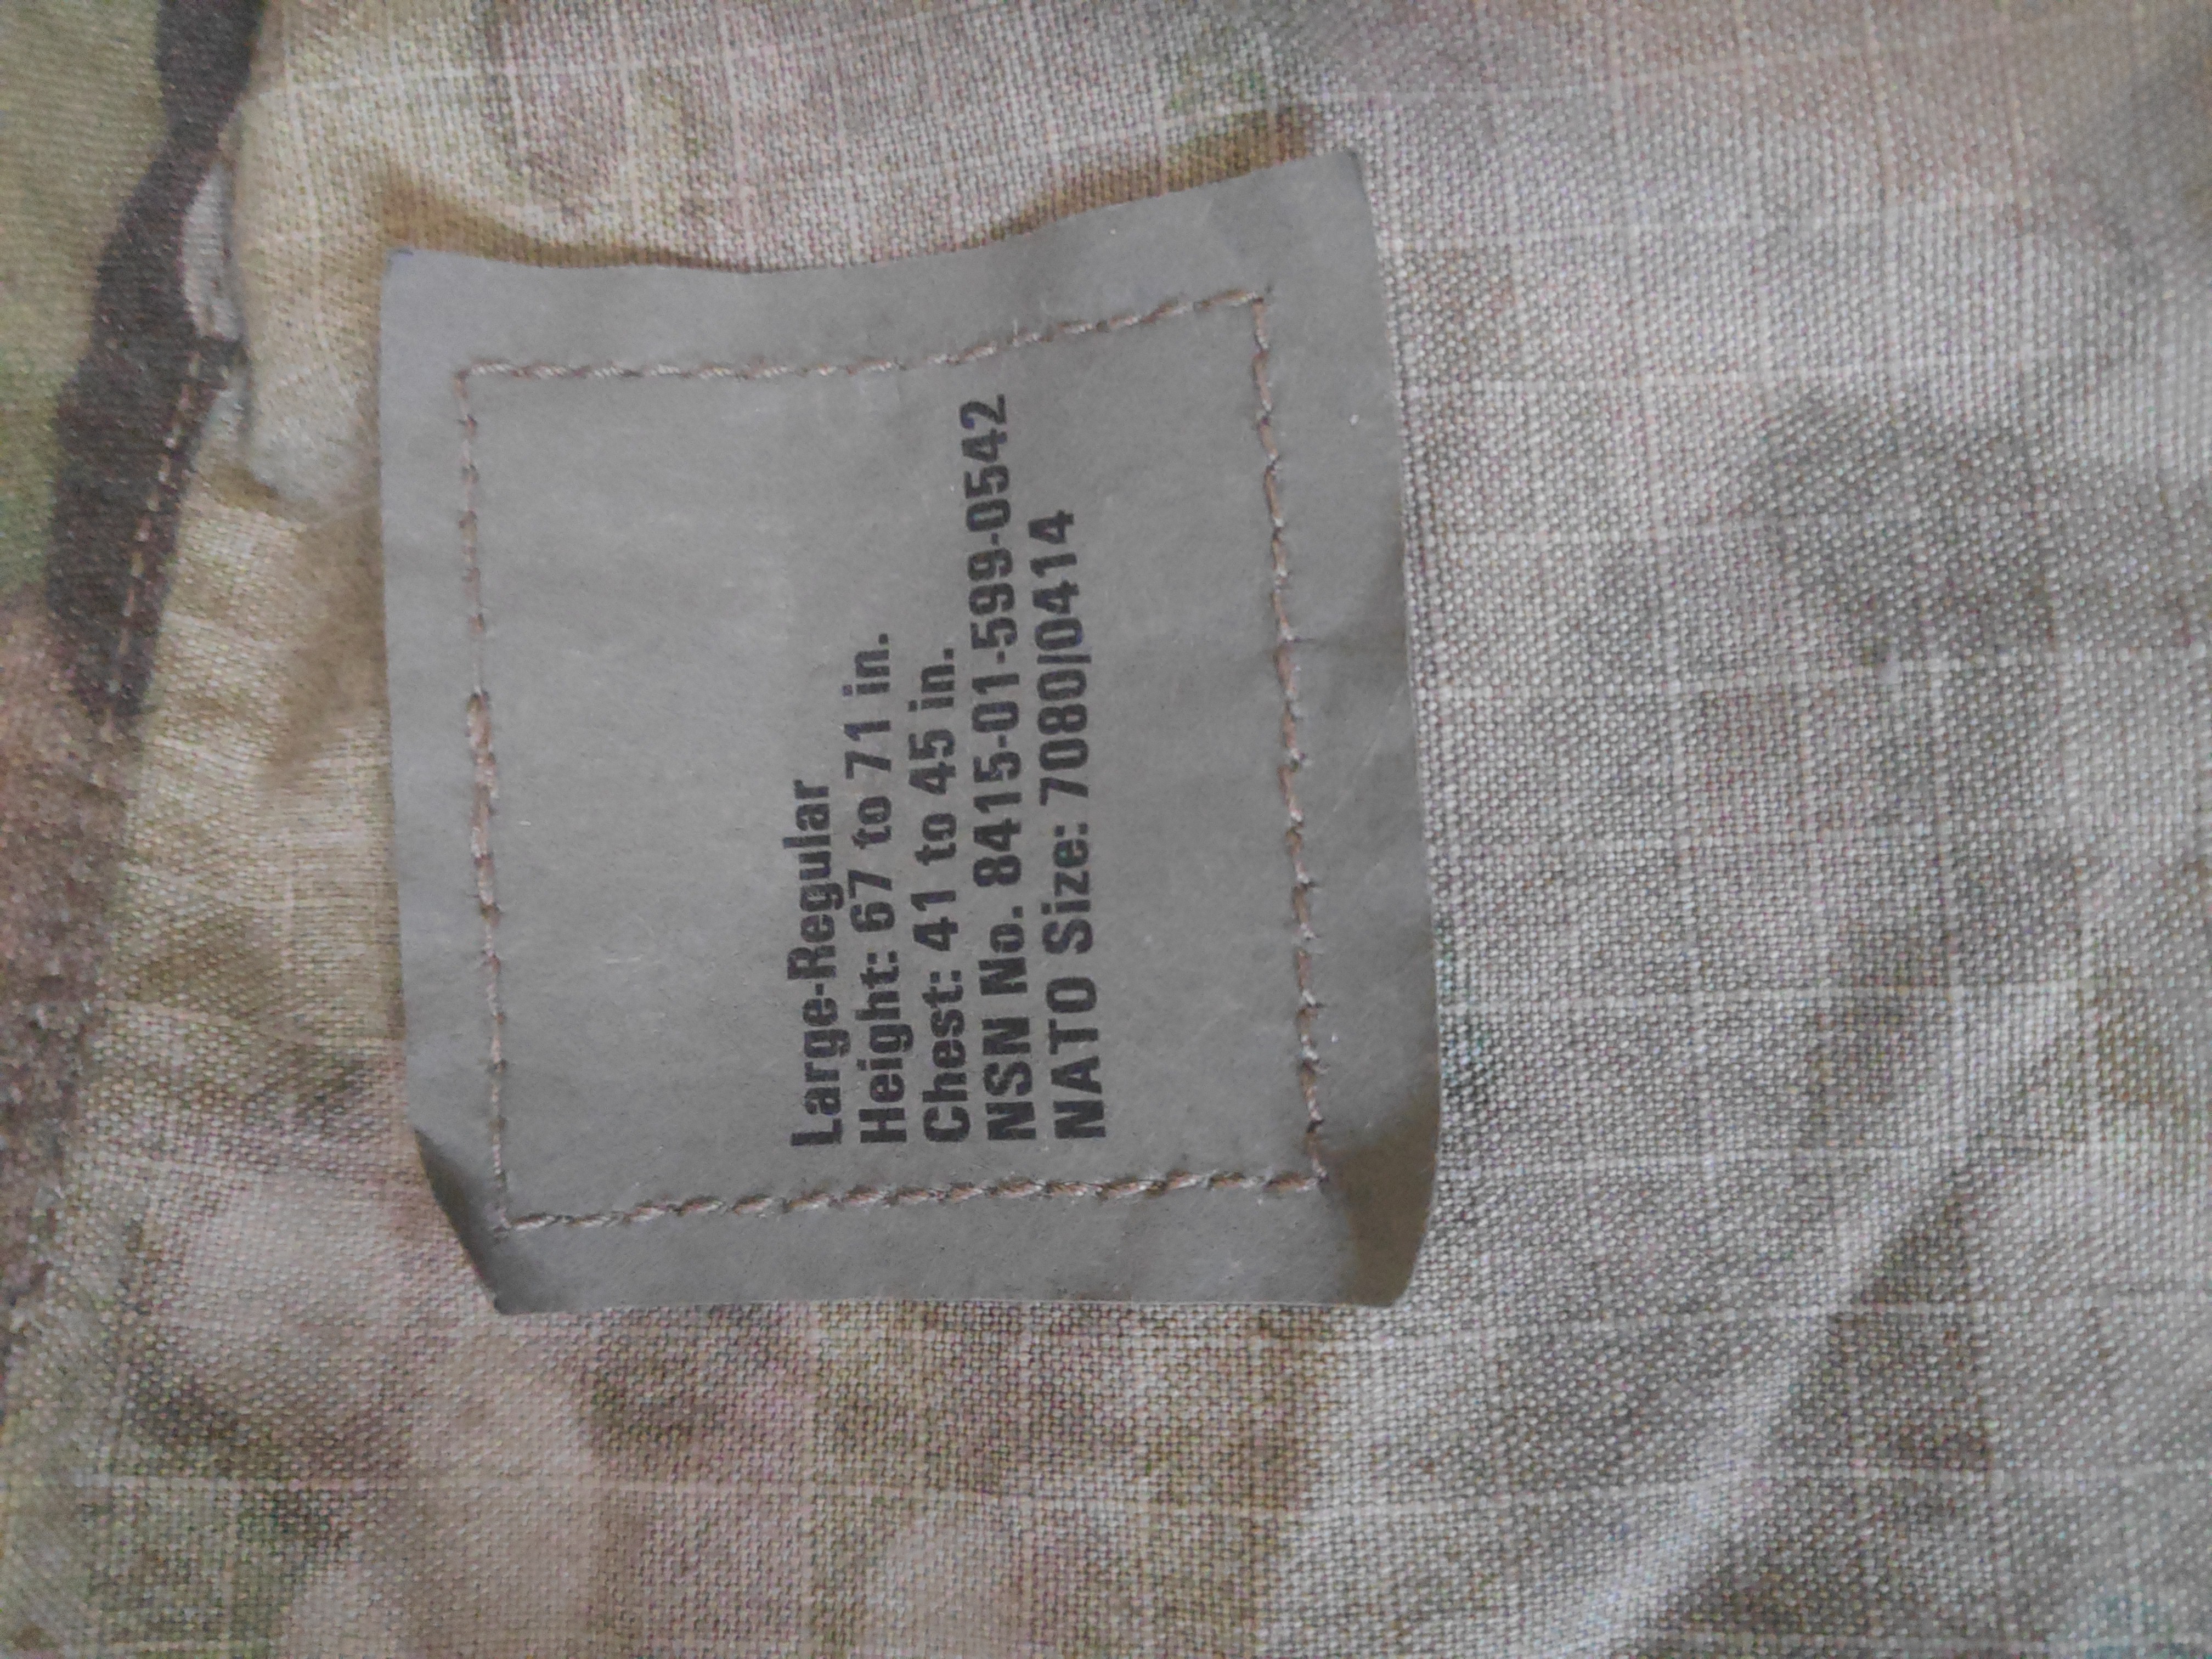 Large-Regular
Height: 67 to 71 in.
Chest: 41 to 45 in.
NSN No. 8415-01-599-0542
NATO Size: 7080/0414